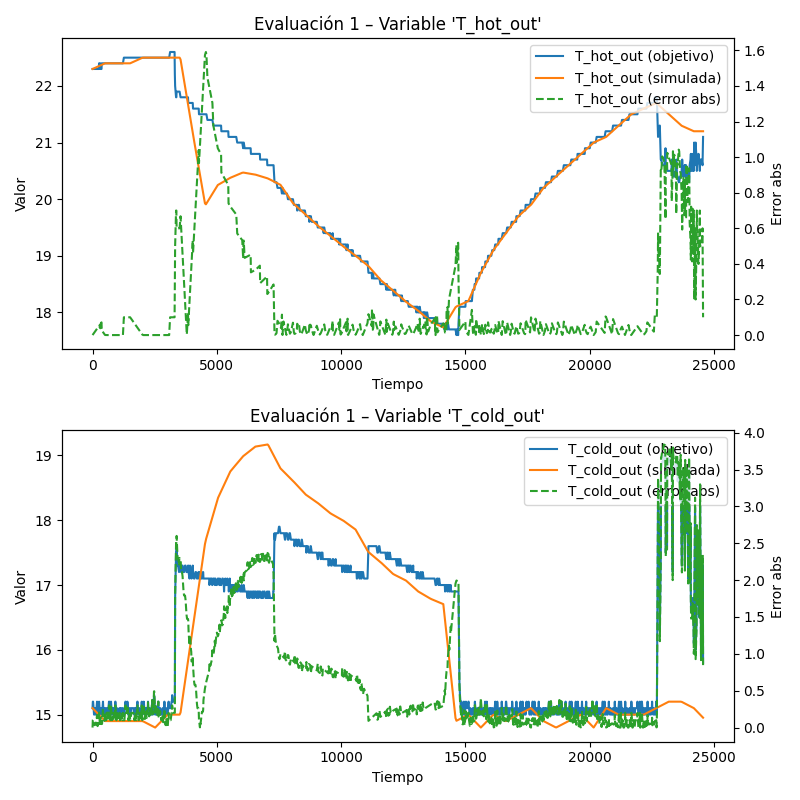 Evaluación 1 – Variable 'T_hot_out'
T_hot_out (objetivo)
T_hot_out (simulada)
T_hot_out (error abs)
Valor
22
21
20
19
18
1.6
1.4
1.2
1.0
0.8
0.6
0.4
0.2
0.0
Error abs
0
5000
10000
15000
20000
25000
Tiempo
Evaluación 1 – Variable 'T_cold_out'
T_cold_out (objetivo)
T_cold_out (simulada)
T_cold_out (error abs)
Valor
19
18
17
16
15
4.0
3.5
3.0
2.5
2.0
1.5
1.0
0.5
0.0
Error abs
0
5000
10000
15000
20000
25000
Tiempo